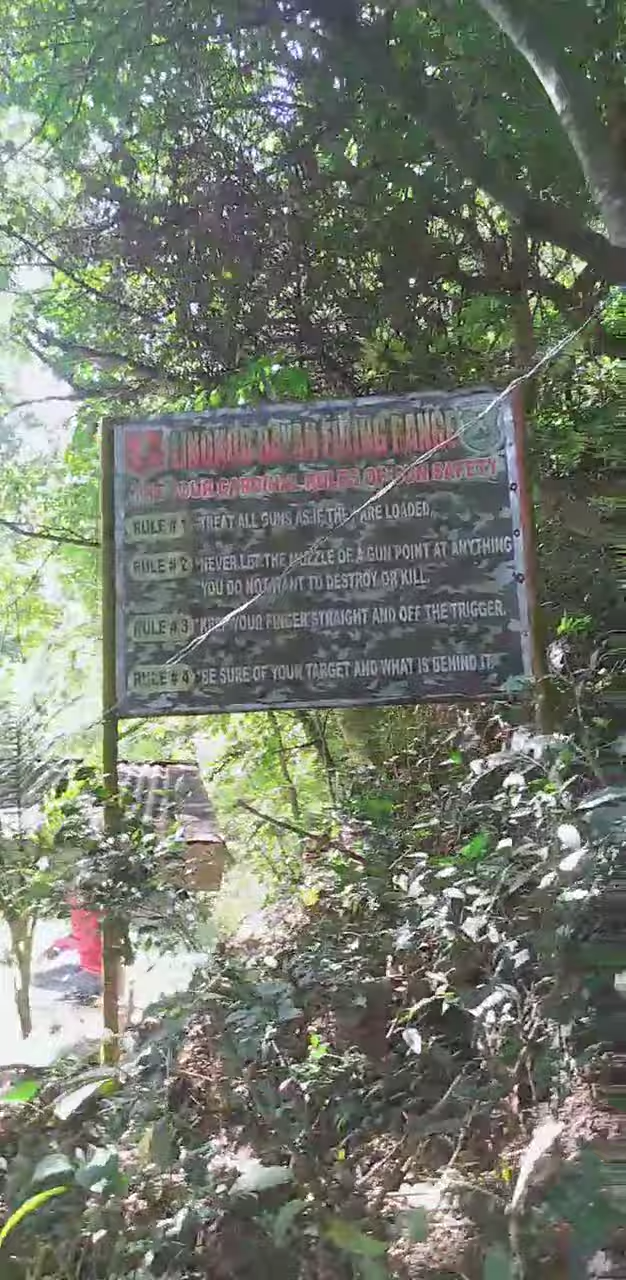 FIRING RANGE
THE FOUR CARDINAL RULES OF GUN SAFETY
RULE # 1 "TREAT ALL GUNS AS IF THEY ARE LOADED.
RULE # 2 "NEVER LET THE MUZZLE OF A GUN POINT AT ANYTHING
YOU DO NOT WANT TO DESTROY OR KILL.
RULE # 3 "KEEP YOUR FINGER STRAIGHT AND OFF THE TRIGGER.
RULE # 4 "BE SURE OF YOUR TARGET AND WHAT IS BEHIND IT.